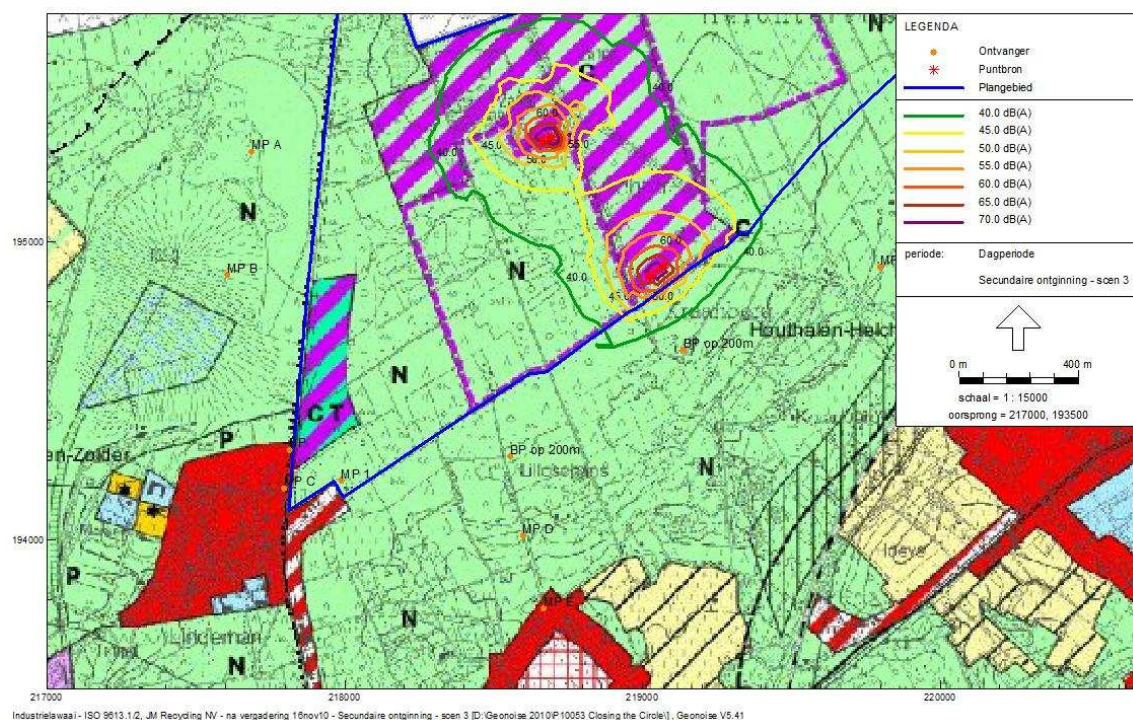 LEGENDA
Ontvanger
Puntbron
Plangebied
40.0 dB(A)
45.0 dB(A)
50.0 dB(A)
55.0 dB(A)
60.0 dB(A)
65.0 dB(A)
70.0 dB(A)
periode: Dagperiode
Secundaire ontginning - scen 3
0 m 400 m
schaal = 1 : 15000
oorsprong = 217000, 193500
N
C
40.0
60.0
45.0
55.0
50.0
40.0
MP A
N
195000
C
60.0
40.0
N
MP B
40.0
45.0
Houthalen-Helch
BP op 200m
N
C T
P
en-Zolder
BP op 200m
MP 1
Lilloschans
N
MP D
194000
P
MP E
N
Lindeman
N
217000 218000 219000 220000
Industrielawaai - ISO 9613.1/2, JM Recycling NV - na vergadering 16nov10 - Secundaire ontginning - scen 3 [D:\Geonoise 2010\P10053 Closing the Circle\] , Geonoise V5.41